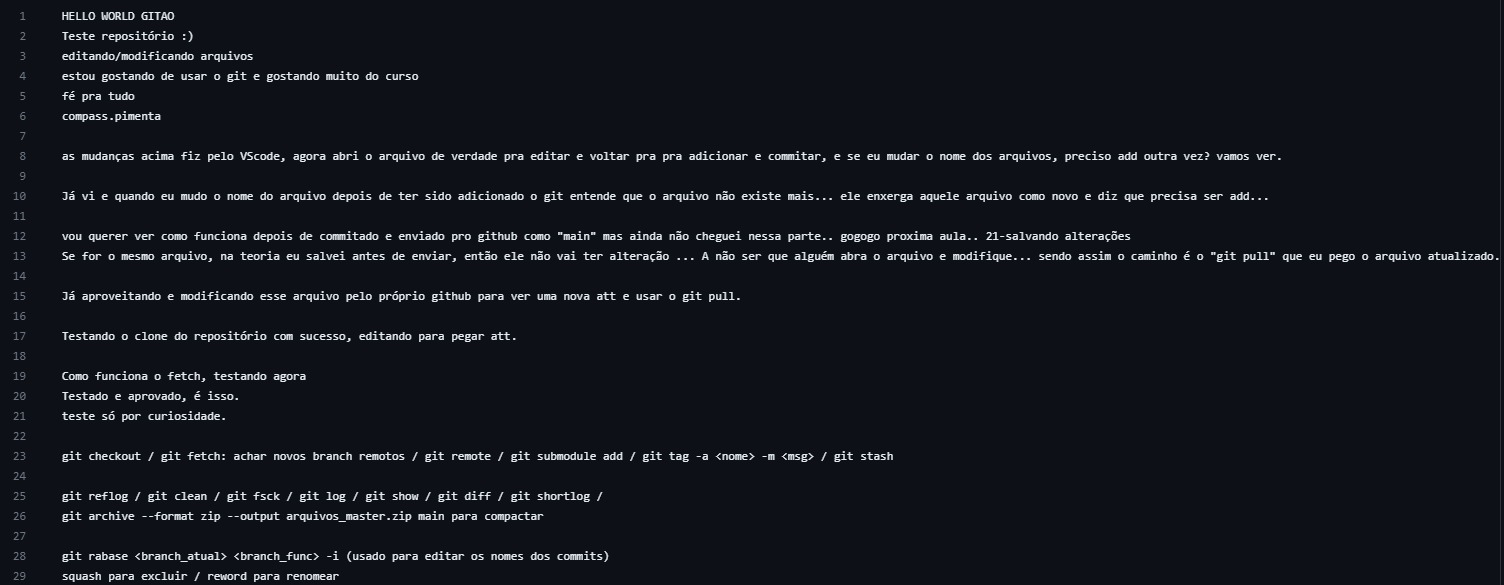 1 HELLO WORLD GITAO
2 Teste repositório :)
3 editando/modificando arquivos
4 estou gostando de usar o git e gostando muito do curso
5 fé pra tudo
6 compass.pimenta
7
8 as mudanças acima fiz pelo VScode, agora abri o arquivo de verdade pra editar e voltar pra pra adicionar e commitar, e se eu mudar o nome dos arquivos, preciso add outra vez? vamos ver.
9
10 Já vi e quando eu mudo o nome do arquivo depois de ter sido adicionado o git entende que o arquivo não existe mais... ele enxerga aquele arquivo como novo e diz que precisa ser add...
11
12 vou querer ver como funciona depois de commitado e enviado pro github como "main" mas ainda não cheguei nessa parte.. gogogo proxima aula.. 21-salvando alterações
13 Se for o mesmo arquivo, na teoria eu salvei antes de enviar, então ele não vai ter alteração ... A não ser que alguém abra o arquivo e modifique... sendo assim o caminho é o "git pull" que eu pego o arquivo atualizado.
14
15 Já aproveitando e modificando esse arquivo pelo próprio github para ver uma nova att e usar o git pull.
16
17 Testando o clone do repositório com sucesso, editando para pegar att.
18
19 Como funciona o fetch, testando agora
20 Testado e aprovado, é isso.
21 teste só por curiosidade.
22
23 git checkout / git fetch: achar novos branch remotos / git remote / git submodule add / git tag -a <nome> -m <msg> / git stash
24
25 git reflog / git clean / git fsck / git log / git show / git diff / git shortlog /
26 git archive --format zip --output arquivos_master.zip main para compactar
27
28 git rabase <branch_atual> <branch_func> -i (usado para editar os nomes dos commits)
29 squash para excluir / reword para renomear